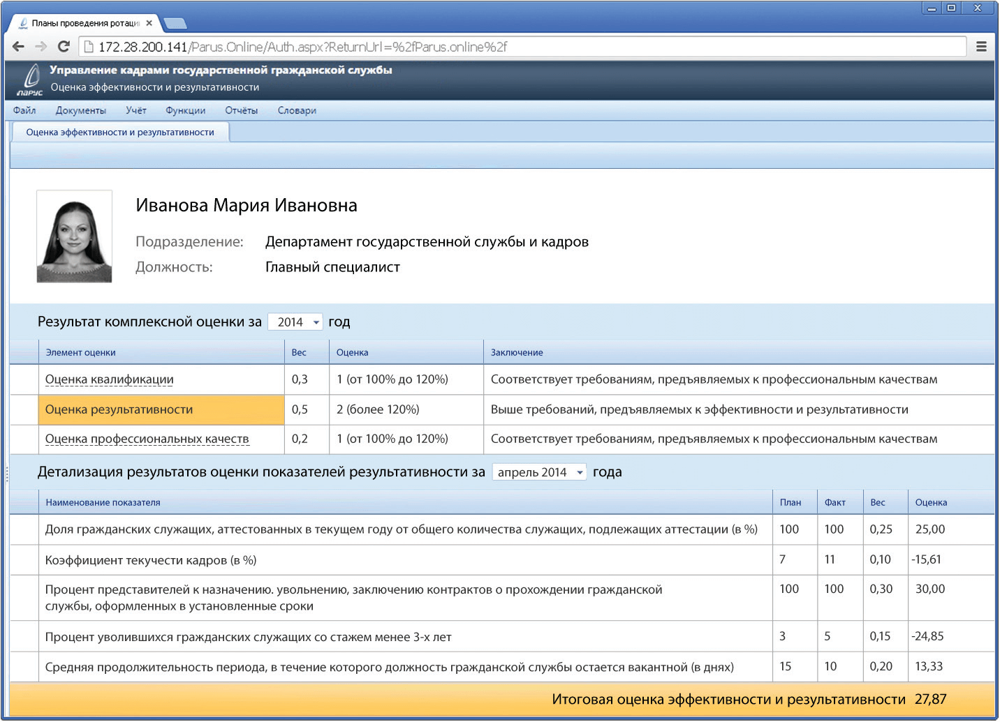 Планы проведения ротаци
172.28.200.141/Parus.Online/Auth.aspx?ReturnUrl=%2fParus.online%2f
Управление кадрами государственной гражданской службы
Оценка эффективности и результативности
ПАРУС
Файл Документы Учёт Функции Отчёты Словари
Оценка эффективности и результативности
Иванова Мария Ивановна
Подразделение: Департамент государственной службы и кадров
Должность: Главный специалист
Результат комплексной оценки за 2014 год
Элемент оценки Вес Оценка Заключение
Оценка квалификации 0,3 1 (от 100% до 120%) Соответствует требованиям, предъявляемых к профессиональным качествам
Оценка результативности 0,5 2 (более 120%) Выше требований, предъявляемых к эффективности и результативности
Оценка профессиональных качеств 0,2 1 (от 100% до 120%) Соответствует требованиям, предъявляемых к профессиональным качествам
Детализация результатов оценки показателей результативности за апрель 2014 года
Наименование показателя План Факт Вес Оценка
Доля гражданских служащих, аттестованных в текущем году от общего количества служащих, подлежащих аттестации (в %) 100 100 0,25 25,00
Коэффициент текучести кадров (в %) 7 11 0,10 -15,61
Процент представителей к назначению. увольнению, заключению контрактов о прохождении гражданской 100 100 0,30 30,00
службы, оформленных в установленные сроки
Процент уволившихся гражданских служащих со стажем менее 3-х лет 3 5 0,15 -24,85
Средняя продолжительность периода, в течение которого должность гражданской службы остается вакантной (в днях) 15 10 0,20 13,33
Итоговая оценка эффективности и результативности 27,87